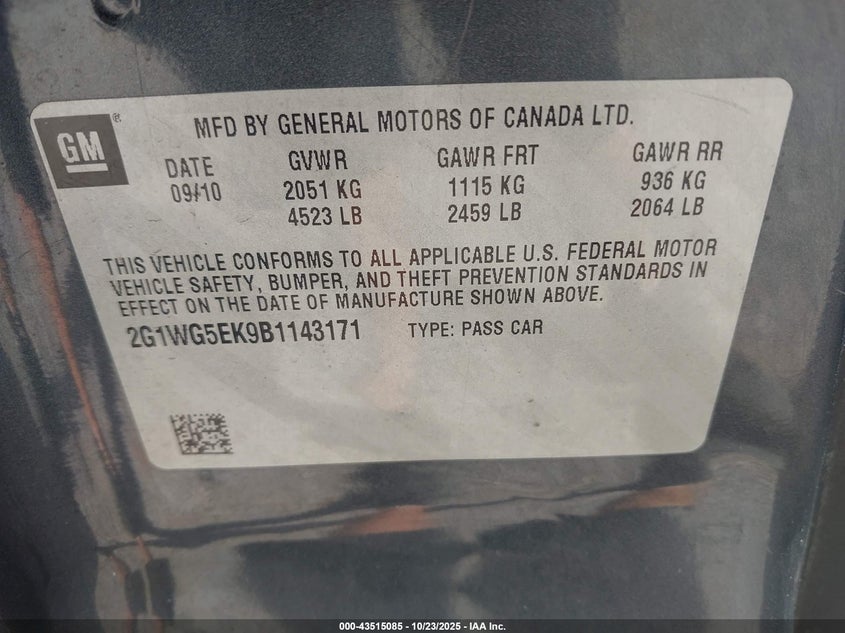 GM ®
MFD BY GENERAL MOTORS OF CANADA LTD.
DATE GVWR GAWR FRT GAWR RR
09/10 2051 KG 1115 KG 936 KG
4523 LB 2459 LB 2064 LB
THIS VEHICLE CONFORMS TO ALL APPLICABLE U.S. FEDERAL MOTOR
VEHICLE SAFETY, BUMPER, AND THEFT PREVENTION STANDARDS IN
EFFECT ON THE DATE OF MANUFACTURE SHOWN ABOVE.
2G1WG5EK9B1143171 TYPE: PASS CAR
000-43515085 - 10/23/2025 - IAA Inc.